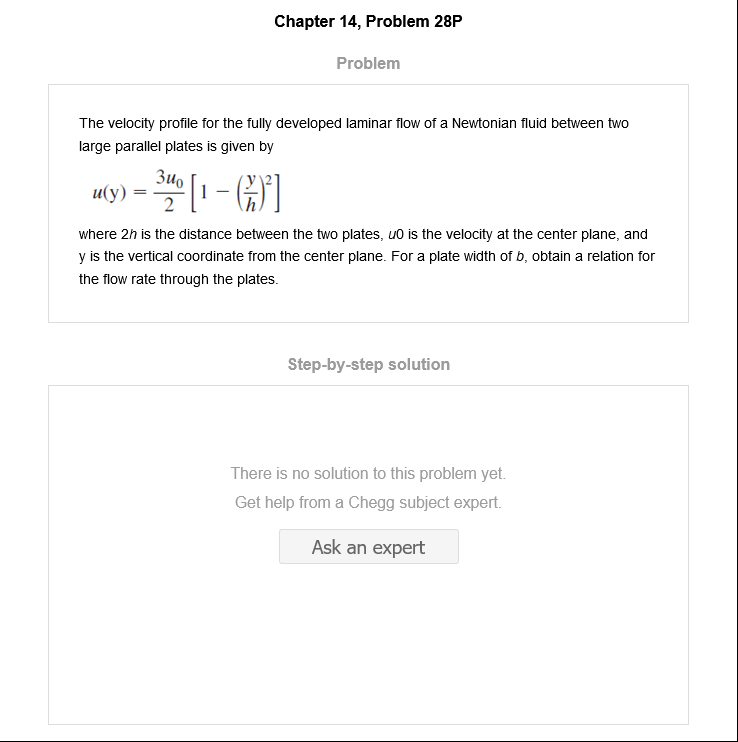 Chapter 14, Problem 28P
Problem
The velocity profile for the fully developed laminar flow of a Newtonian fluid between two
large parallel plates is given by
u(y) = \frac{3u_0}{2} \left[ 1 - \left( \frac{y}{h} \right)^2 \right]
where 2h is the distance between the two plates, u0 is the velocity at the center plane, and
y is the vertical coordinate from the center plane. For a plate width of b, obtain a relation for
the flow rate through the plates.
Step-by-step solution
There is no solution to this problem yet.
Get help from a Chegg subject expert.
Ask an expert